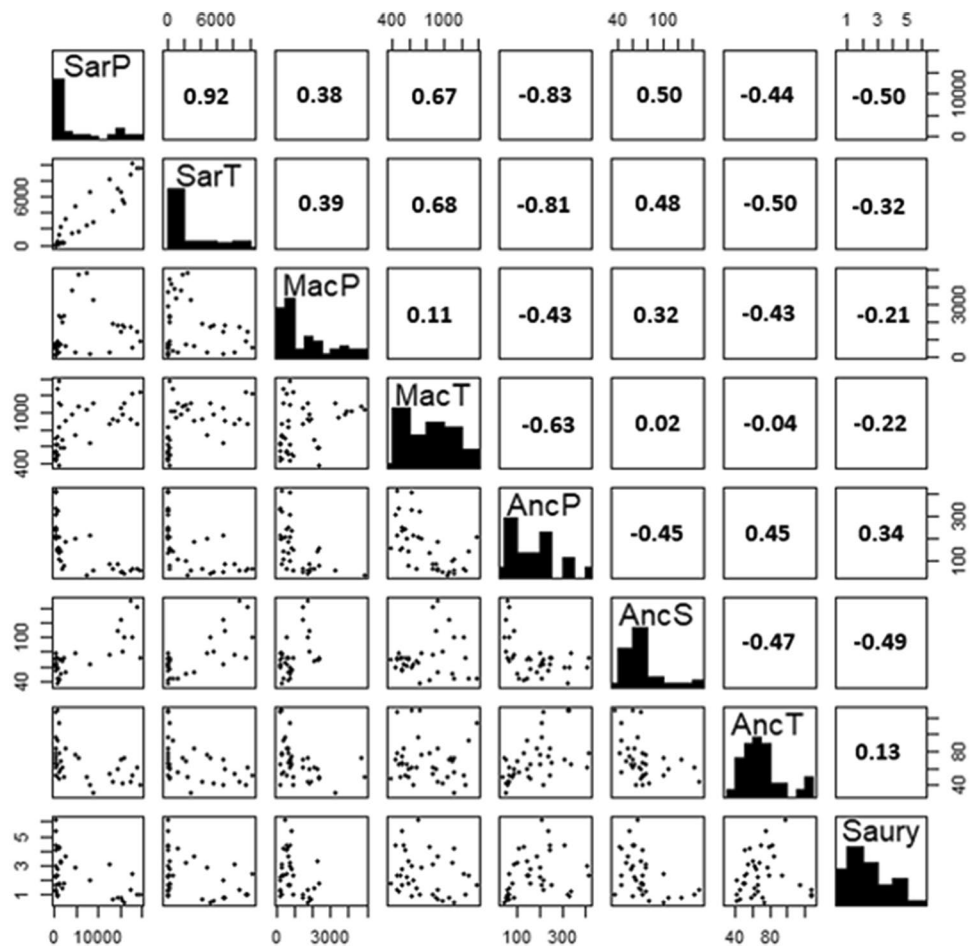 0 6000 400 1000 40 100 1 3 5
SarP 0.92 0.38 0.67 -0.83 0.50 -0.44 -0.50 0 10000
0 6000 SarT 0.39 0.68 -0.81 0.48 -0.50 -0.32
MacP 0.11 -0.43 0.32 -0.43 -0.21 0 3000
400 1000 MacT -0.63 0.02 -0.04 -0.22
AncP -0.45 0.45 0.34 100 300
40 100 AncS -0.47 -0.49
AncT 0.13 40 80
1 3 5 Saury
0 10000 0 3000 100 300 40 80